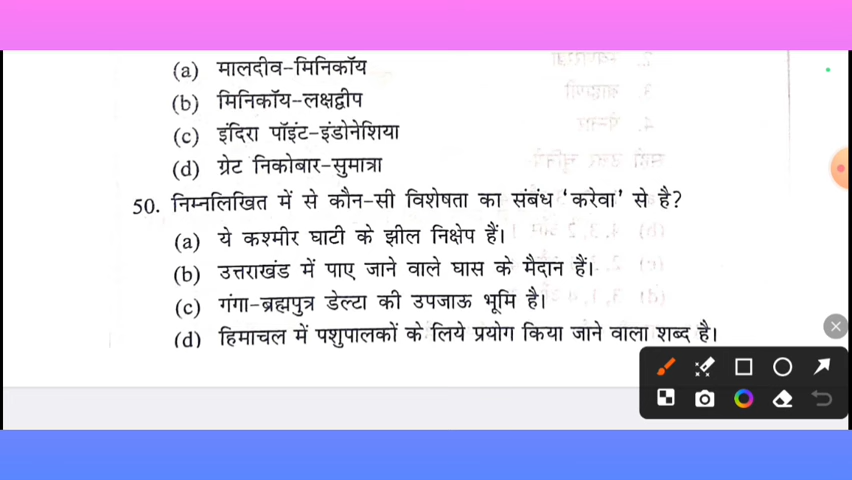 (a) मालदीव-मिनिकॉय
(b) मिनिकॉय-लक्षद्वीप
(c) इंदिरा पॉइंट-इंडोनेशिया
(d) ग्रेट निकोबार-सुमात्रा
50. निम्नलिखित में से कौन-सी विशेषता का संबंध 'करेवा' से है?
(a) ये कश्मीर घाटी के झील निक्षेप हैं।
(b) उत्तराखंड में पाए जाने वाले घास के मैदान हैं।
(c) गंगा-ब्रह्मपुत्र डेल्टा की उपजाऊ भूमि है।
(d) हिमाचल में पशुपालकों के लिये प्रयोग किया जाने वाला शब्द है।